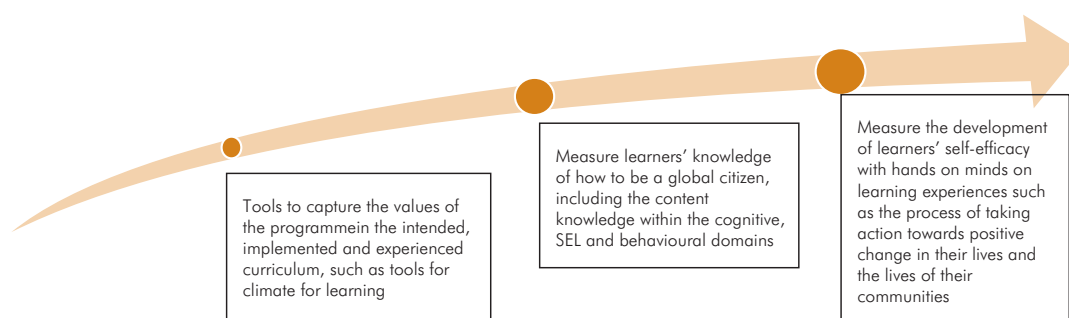 Tools to capture the values of
the programmein the intended,
implemented and experienced
curriculum, such as tools for
climate for learning
Measure learners’ knowledge
of how to be a global citizen,
including the content
knowledge within the cognitive,
SEL and behavioural domains
Measure the development
of learners’ self-efficacy
with hands on minds on
learning experiences such
as the process of taking
action towards positive
change in their lives and
the lives of their
communities